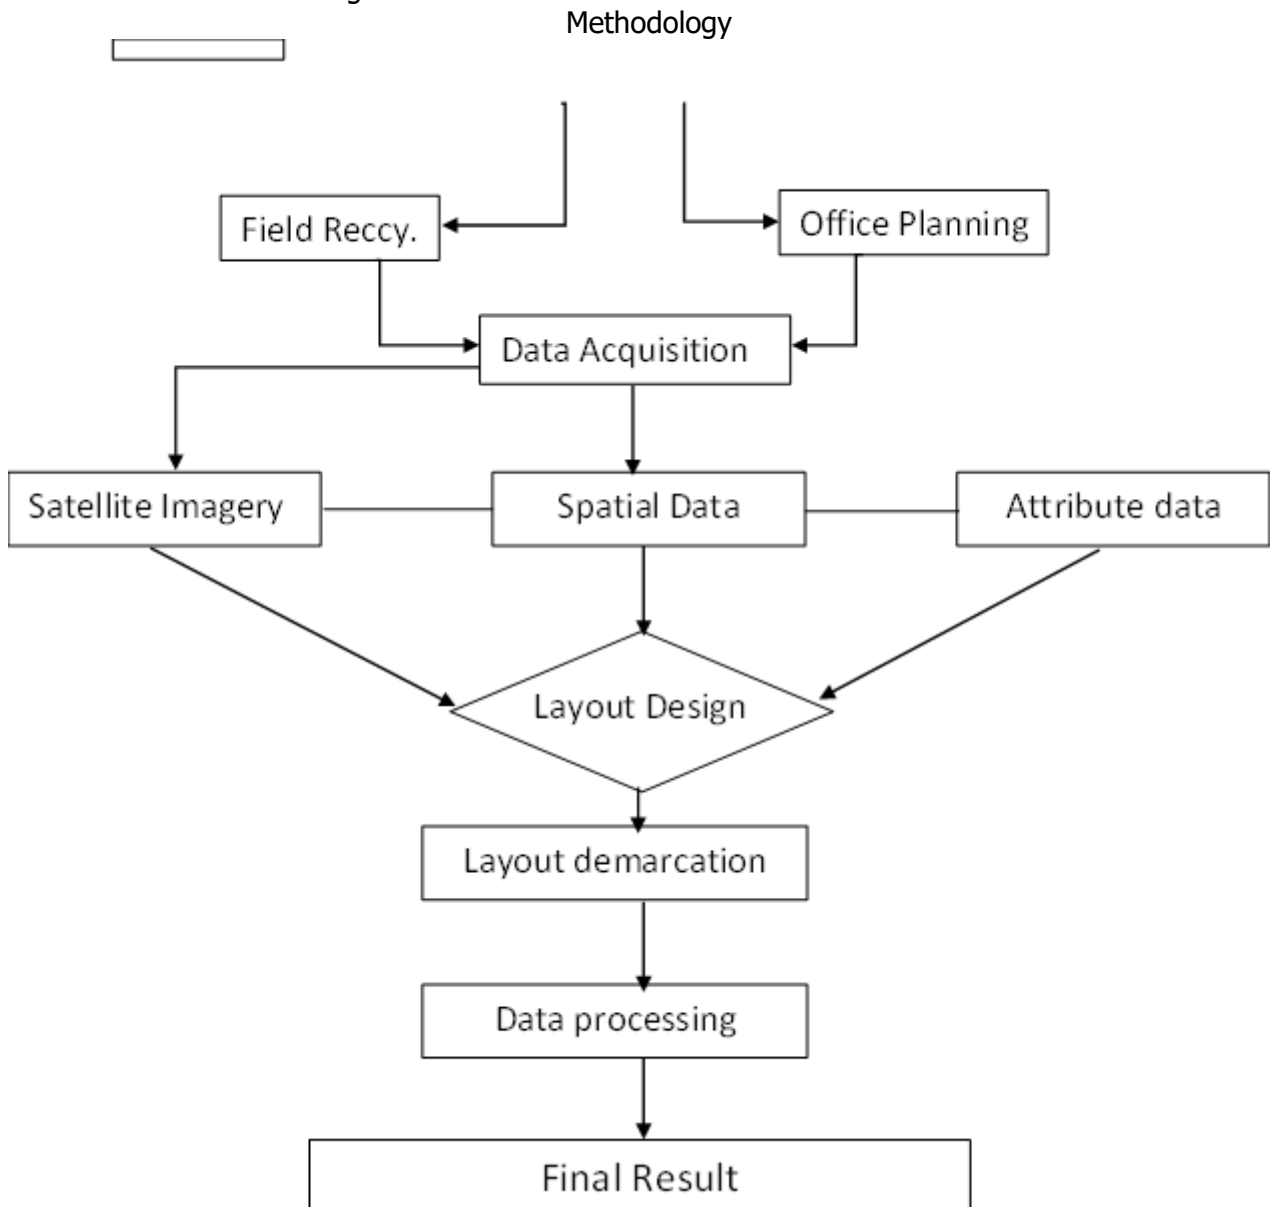 Methodology
Field Reccy.
Office Planning
Data Acquisition
Satellite Imagery
Spatial Data
Attribute data
Layout Design
Layout demarcation
Data processing
Final Result